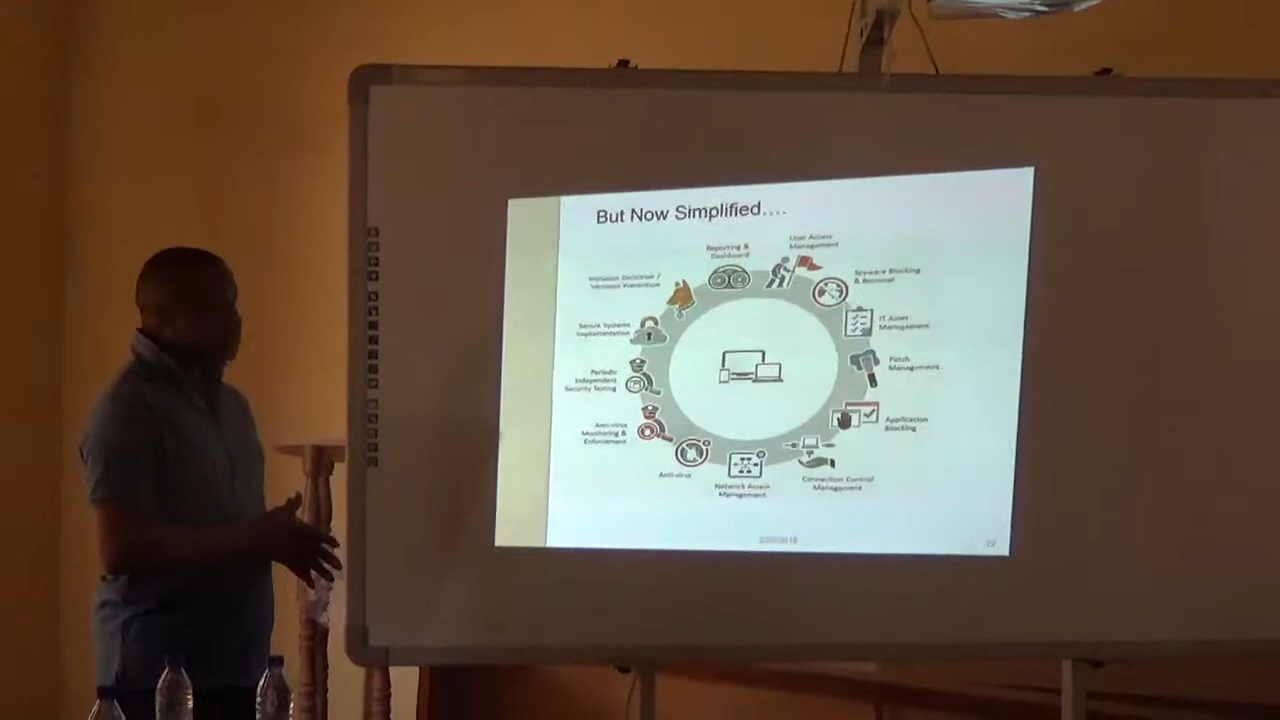 But Now Simplified....
User Access
Management
Reporting &
Dashboard
Spyware Blocking
& Removal
Intrusion Detection /
Prevention
IT Asset
Management
Secure Systems
Implementation
Patch
Management
Periodic
Independent
Security Testing
Application
Blocking
Anti-virus
Monitoring &
Enforcement
Anti-virus
Connection Control
Management
Network Access
Management
22